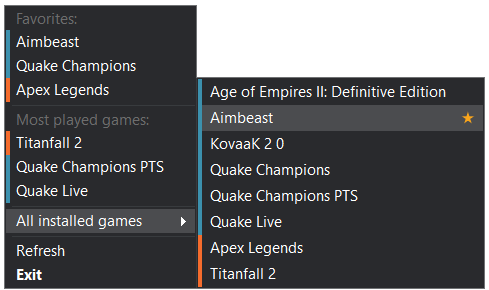 Favorites:
Aimbeast
Quake Champions
Apex Legends
Most played games:
Titanfall 2
Quake Champions PTS
Quake Live
All installed games
Refresh
Exit
Age of Empires II: Definitive Edition
Aimbeast
KovaaK 2 0
Quake Champions
Quake Champions PTS
Quake Live
Apex Legends
Titanfall 2